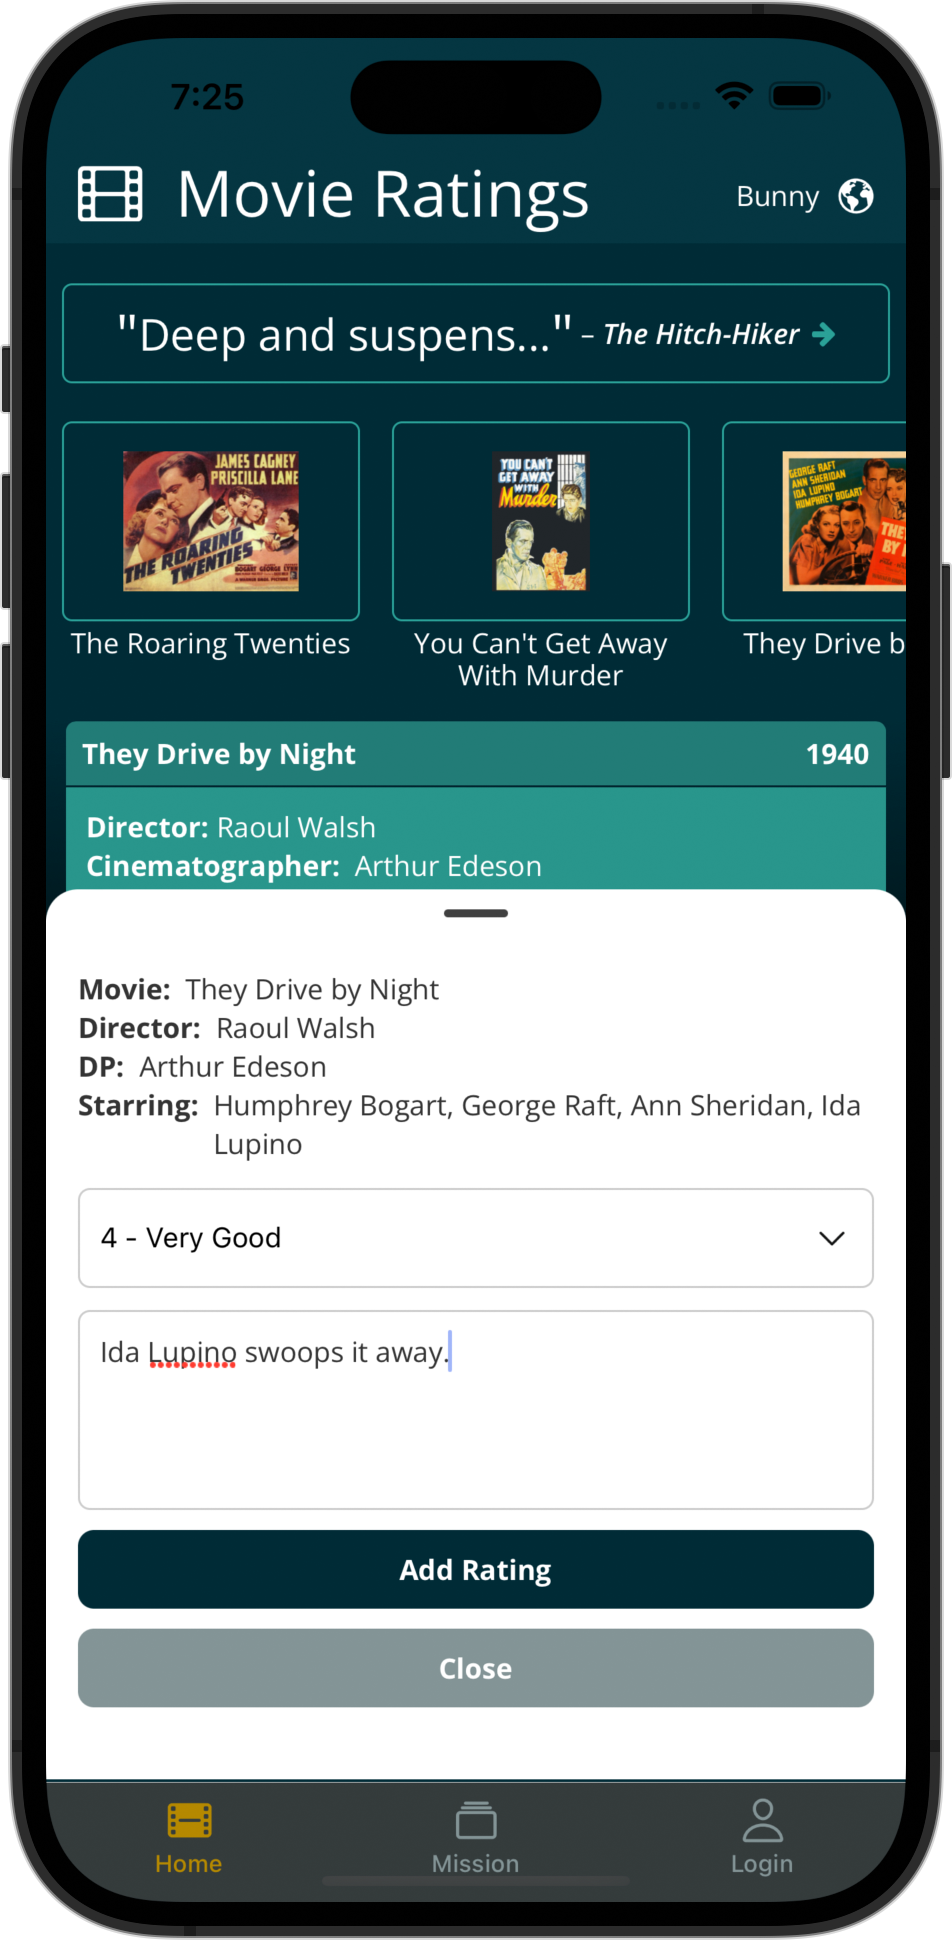 7:25
Movie Ratings
Bunny
"Deep and suspens..." – The Hitch-Hiker
JAMES CAGNEY
PRISCILLA LANE
THE ROARING
TWENTIES
YOU CAN'T
GET AWAY
WITH
Murder
GEORGE RAFT
ANN SHERIDAN
IDA LUPINO
HUMPHREY BOGART
THE
BY
The Roaring Twenties
You Can't Get Away
With Murder
They Drive b
They Drive by Night
1940
Director: Raoul Walsh
Cinematographer: Arthur Edeson
Movie: They Drive by Night
Director: Raoul Walsh
DP: Arthur Edeson
Starring: Humphrey Bogart, George Raft, Ann Sheridan, Ida
Lupino
4 - Very Good
Ida Lupino swoops it away.
Add Rating
Close
Home
Mission
Login